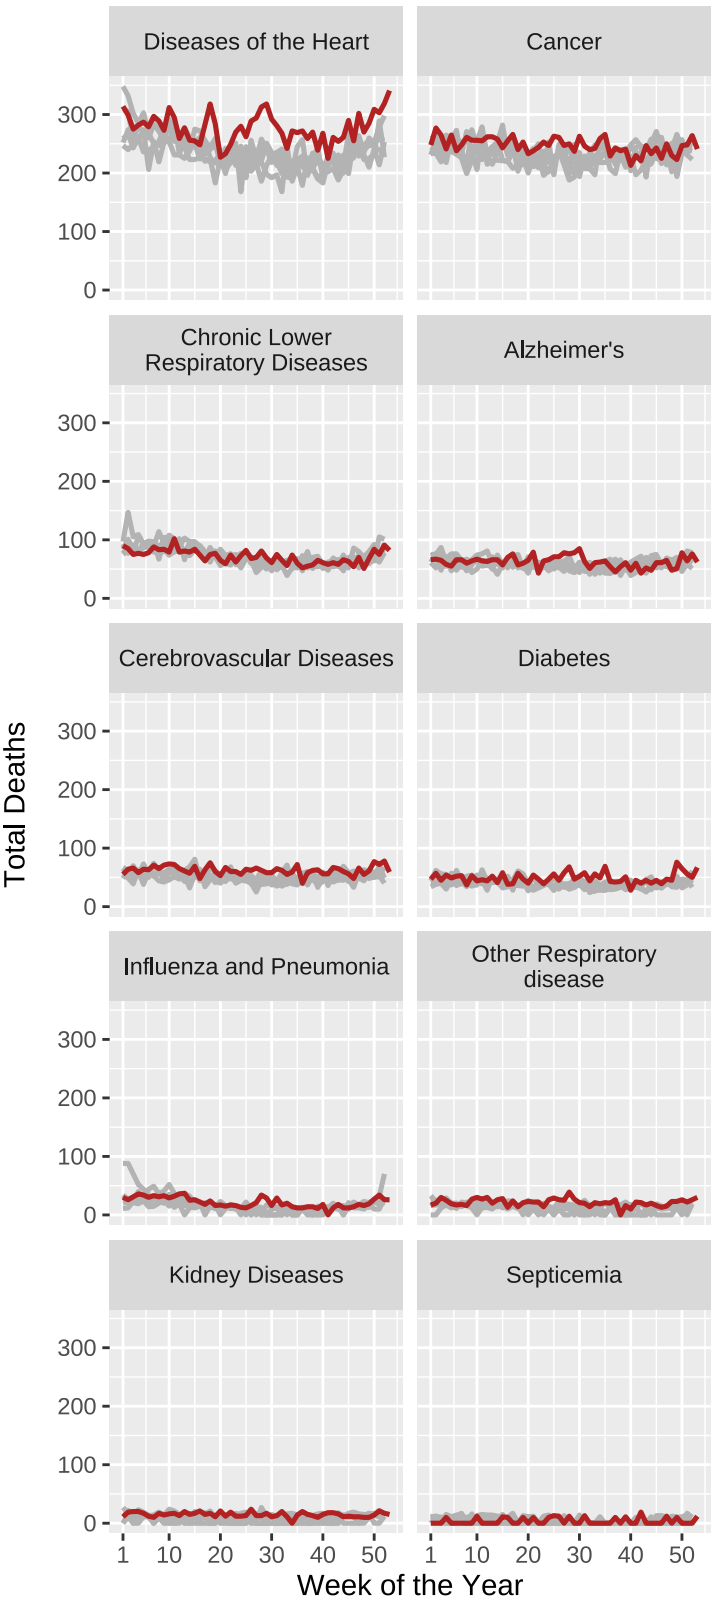 Diseases of the Heart
Cancer
300
200
100
0
Chronic Lower
Respiratory Diseases
Alzheimer's
300
200
100
0
Cerebrovascular Diseases
Diabetes
300
200
100
0
Total Deaths
Influenza and Pneumonia
Other Respiratory
disease
300
200
100
0
Kidney Diseases
Septicemia
300
200
100
0
1 10 20 30 40 50
1 10 20 30 40 50
Week of the Year